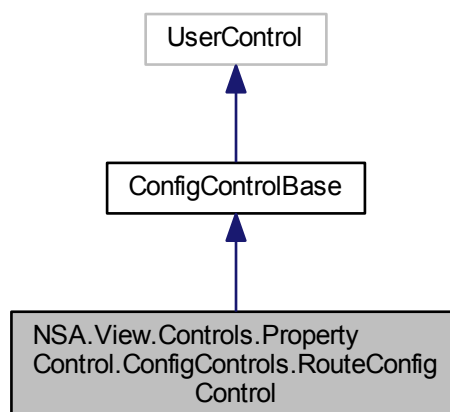 UserControl
ConfigControlBase
NSA.View.Controls.Property
Control.ConfigControls.RouteConfig
Control